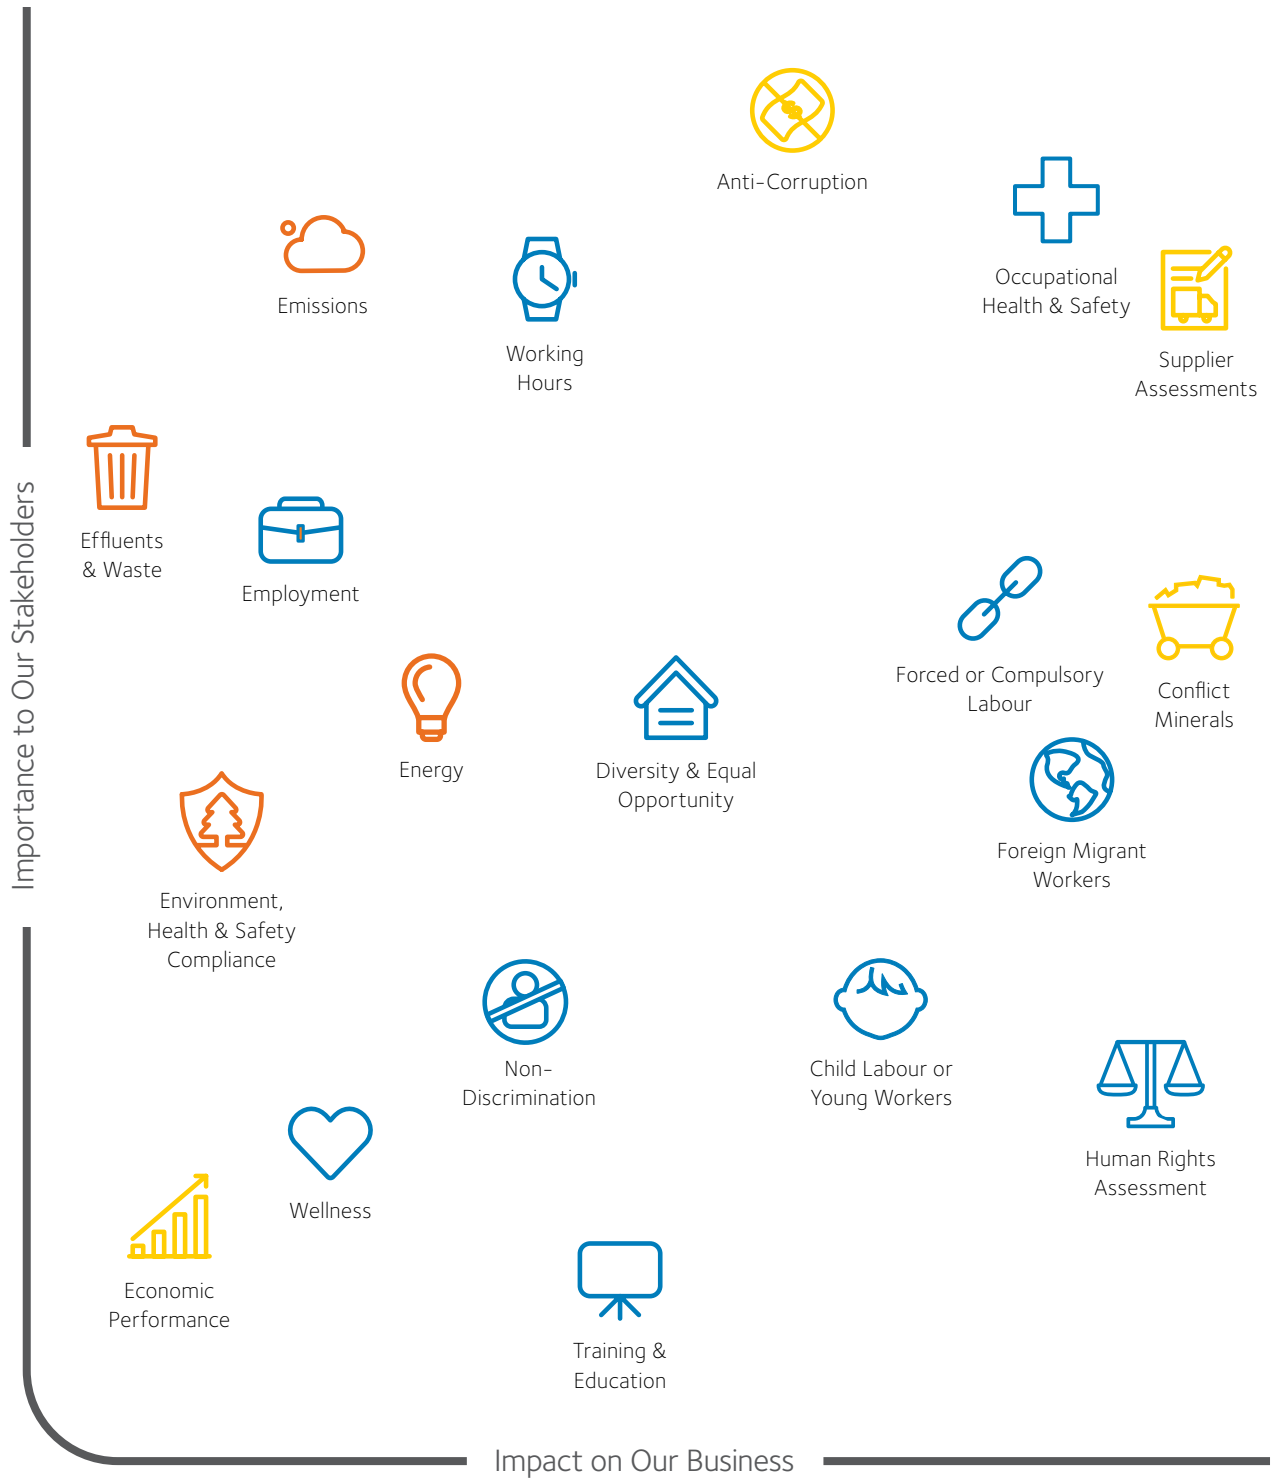 Anti-Corruption
Occupational
Health & Safety
Emissions
Working
Hours
Supplier
Assessments
Importance to Our Stakeholders
Effluents
& Waste
Employment
Forced or Compulsory
Labour
Conflict
Minerals
Energy
Diversity & Equal
Opportunity
Foreign Migrant
Workers
Environment,
Health & Safety
Compliance
Non-
Discrimination
Child Labour or
Young Workers
Human Rights
Assessment
Wellness
Economic
Performance
Training &
Education
Impact on Our Business